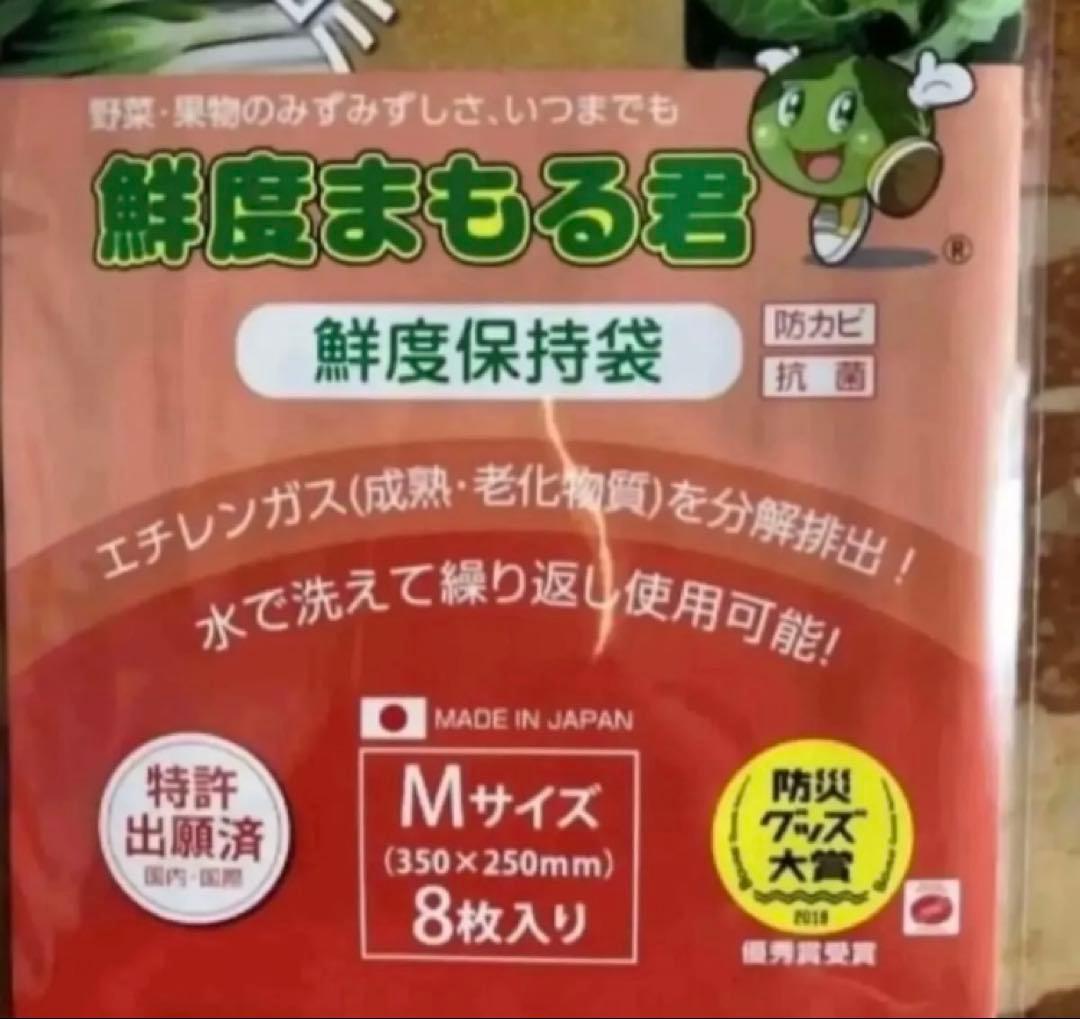 野菜・果物のみずみずしさ、いつまでも
鮮度まもる君
®
鮮度保持袋
防カビ
抗 菌
エチレンガス(成熟・老化物質)を分解排出！
水で洗えて繰り返し使用可能!
MADE IN JAPAN
特許
出願済
国内・国際
Mサイズ
(350×250mm)
8枚入り
防災
グッズ
大賞
2018
優秀賞受賞